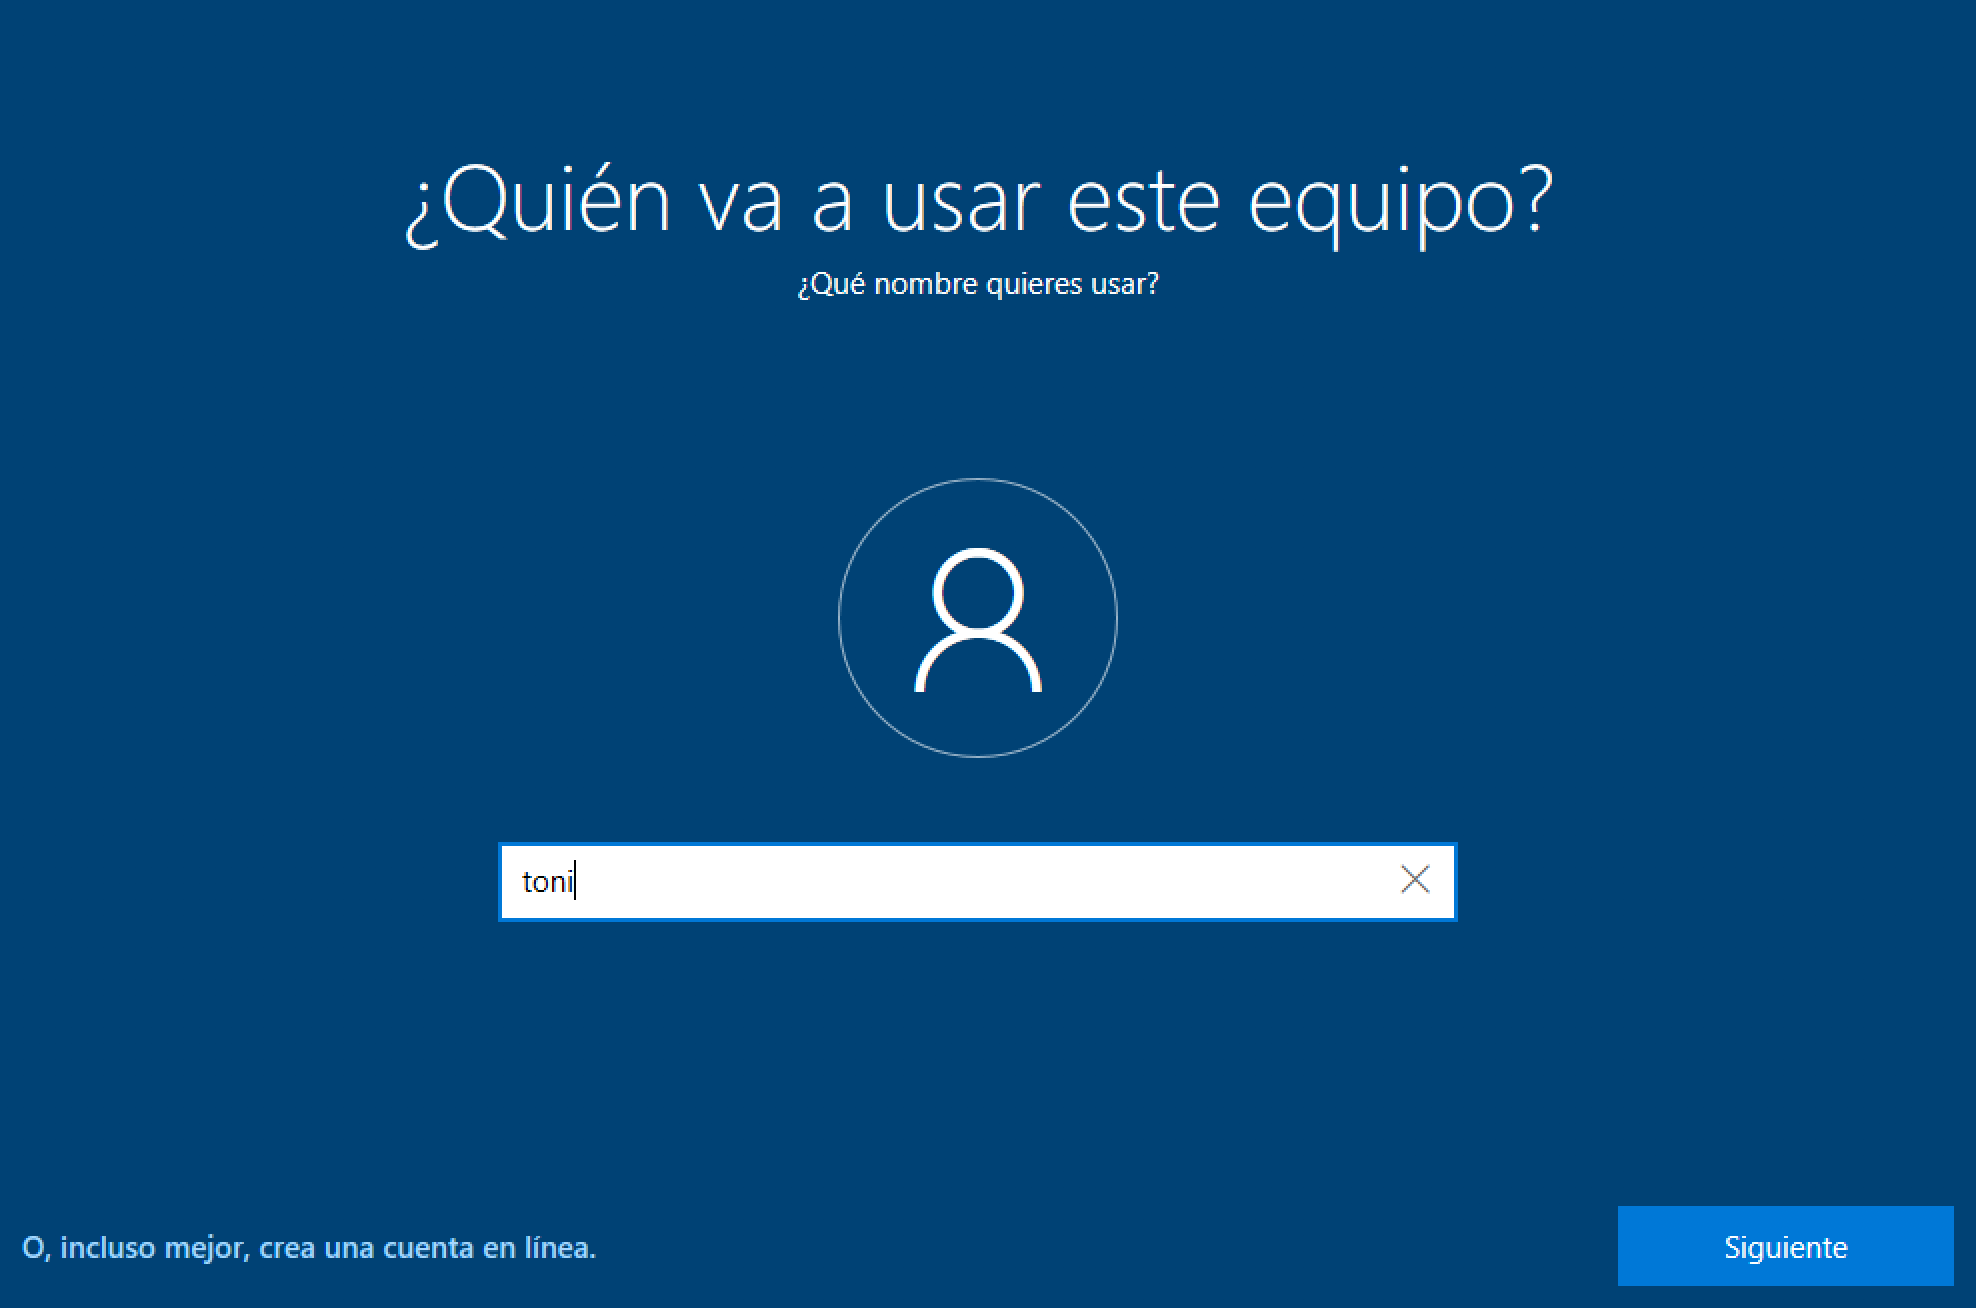 ¿Quién va a usar este equipo?
¿Qué nombre quieres usar?
toni
O, incluso mejor, crea una cuenta en línea.
Siguiente